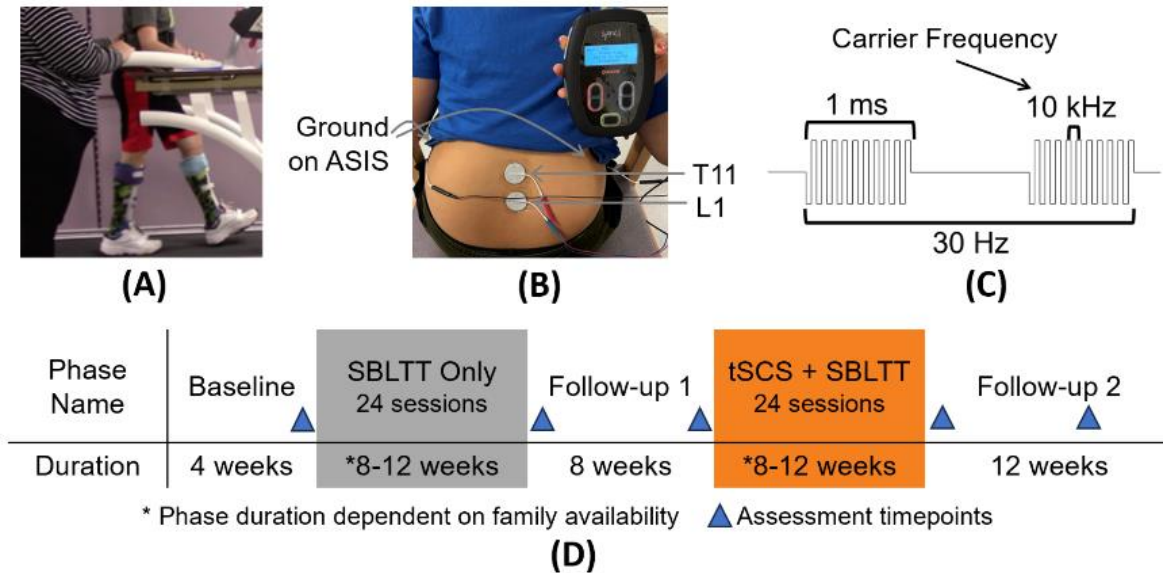 Carrier Frequency
1 ms
10 kHz
Ground
on ASIS
T11
L1
30 Hz
(A)
(B)
(C)
Phase
Name
Baseline
SBLTT Only
24 sessions
Follow-up 1
tSCS + SBLTT
24 sessions
Follow-up 2
Duration
4 weeks
*8-12 weeks
8 weeks
*8-12 weeks
12 weeks
* Phase duration dependent on family availability
Assessment timepoints
(D)